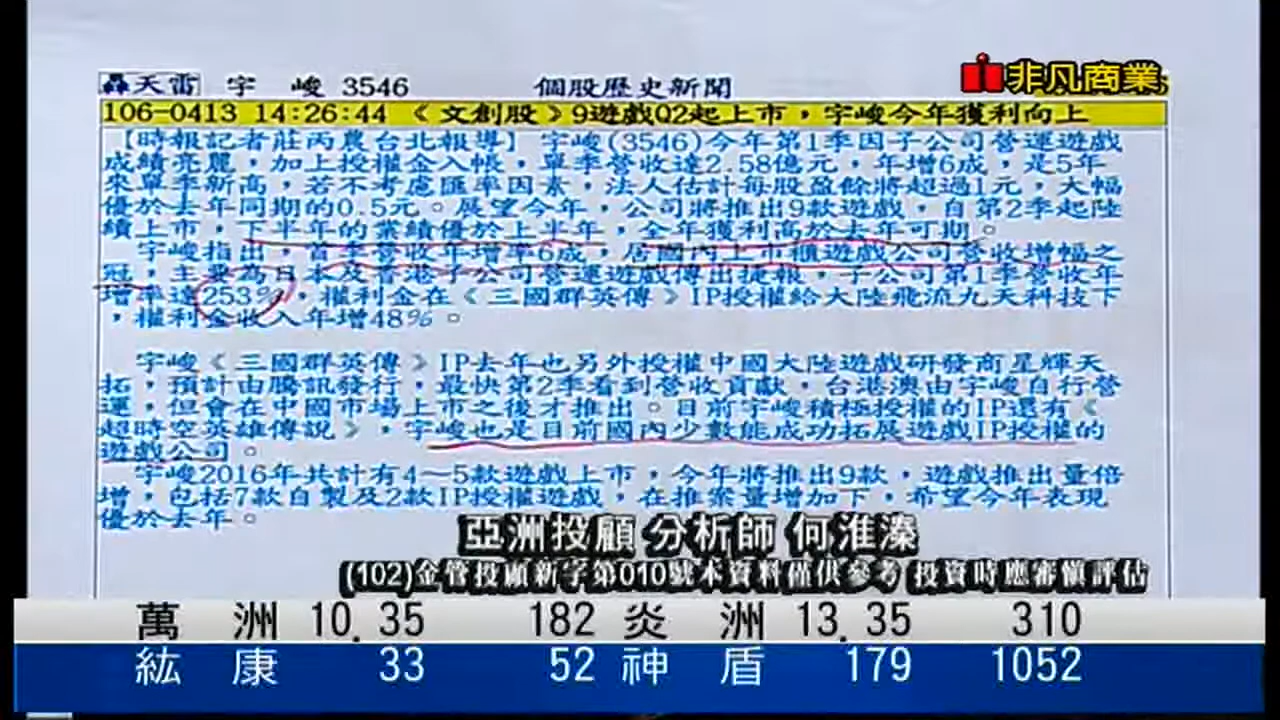 轟天雷 宇 峻 3546 個股歷史新聞
非凡商業
106-0413 14:26:44 《文創股》9遊戲Q2起上市，宇峻今年獲利向上
【時報記者莊丙農台北報導】宇峻(3546)今年第1季因子公司營運遊戲
成績亮麗，加上授權金入帳，單季營收達2.58億元，年增6成，是5年
來單季新高，若不考慮匯率因素，法人估計每股盈餘將超過1元，大幅
優於去年同期的0.5元。展望今年，公司將推出9款遊戲，自第2季起陸
續上市，下半年的業績優於上半年，全年獲利高於去年可期。
宇峻指出，首季營收年增率6成，居國內上市櫃遊戲公司營收增幅之
冠，主要為日本及香港子公司營運遊戲傳出捷報，子公司第1季營收年
增率達253%，權利金在《三國群英傳》IP授權給大陸飛流九天科技下
，權利金收入年增48%。
宇峻《三國群英傳》IP去年也另外授權中國大陸遊戲研發商星輝天
拓，預計由騰訊發行，最快第2季看到營收貢獻，台港澳由宇峻自行營
運，但會在中國市場上市之後才推出。目前宇峻積極授權的IP還有《
超時空英雄傳說》，宇峻也是目前國內少數能成功拓展遊戲IP授權的
遊戲公司。
宇峻2016年共計有4～5款遊戲上市，今年將推出9款，遊戲推出量倍
增，包括7款自製及2款IP授權遊戲，在推案量增加下，希望今年表現
優於去年。
亞洲投顧 分析師 何淮溱
(102)金管投顧新字第010號本資料僅供參考 投資時應審慎評估
萬 洲 10.35 182 炎 洲 13.35 310
紘 康 33 52 神 盾 179 1052